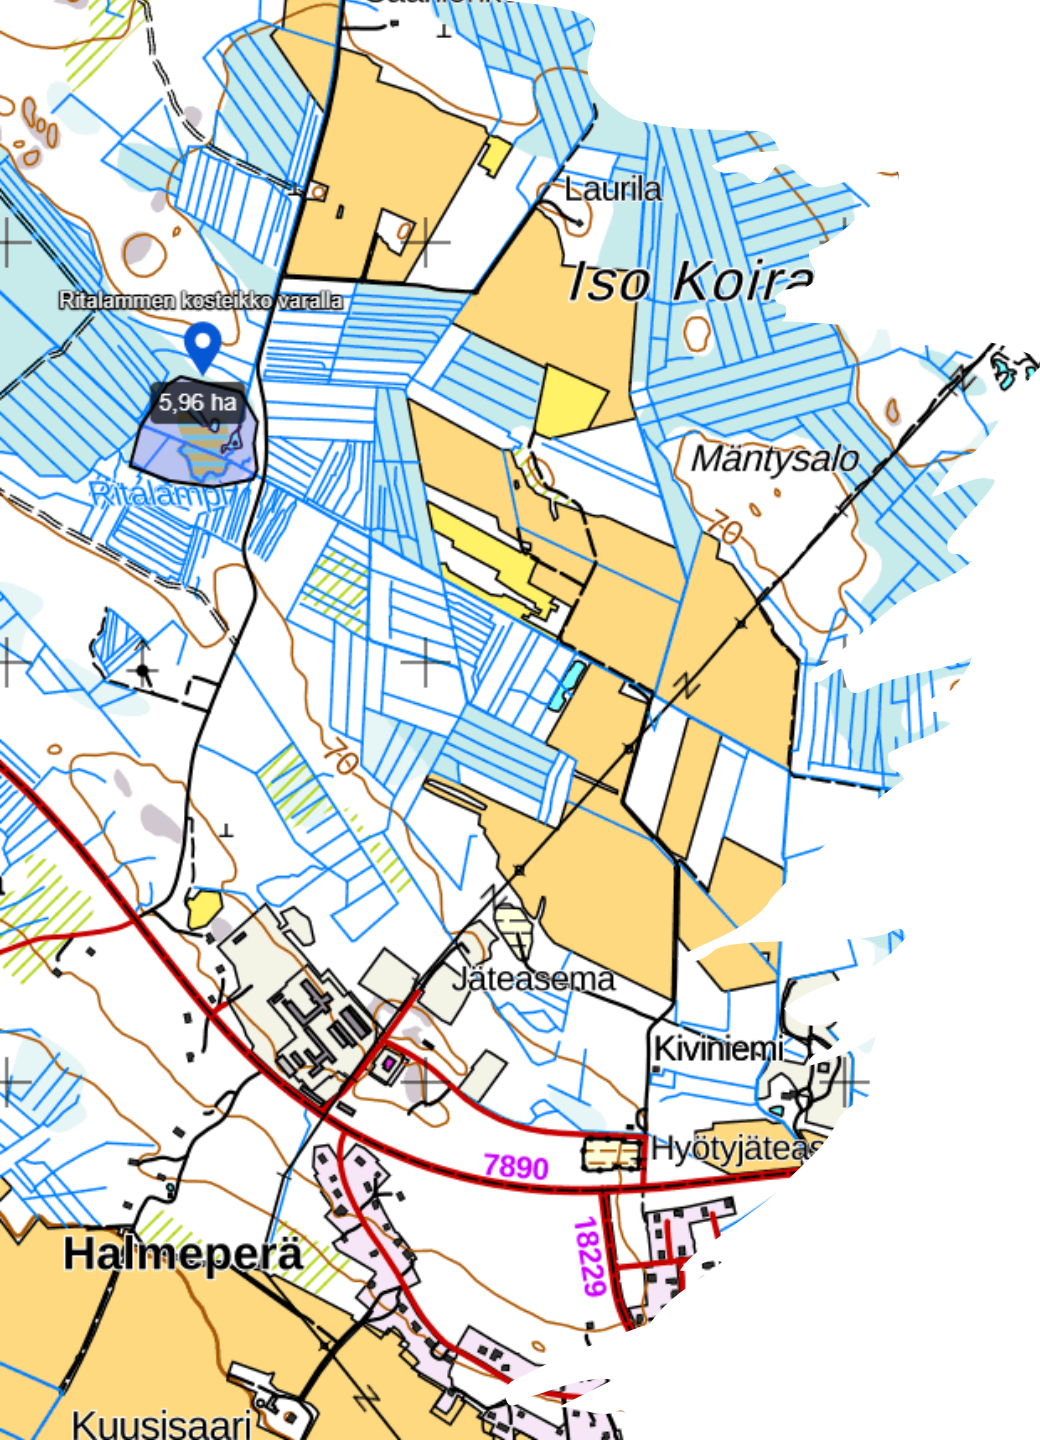 Laurila
Iso Koira
Ritalammen kosteikko varalla
5,96 ha
Mäntysalo
Ritalampi
70
70
Jäteasema
Kiviniemi
Hyötyjäteas
7890
18229
Halmeperä
Kuusisaari